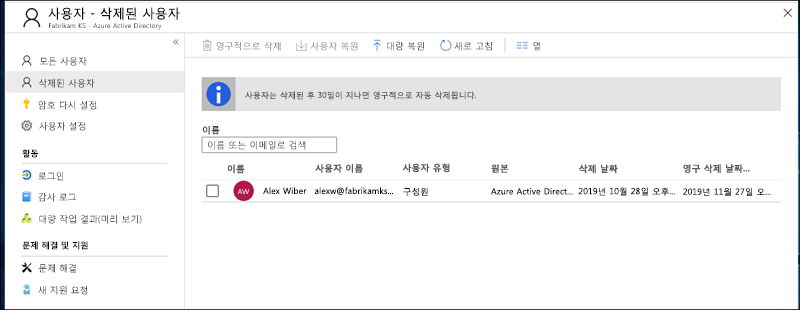 사용자 - 삭제된 사용자
Fabrikam KS - Azure Active Directory
모든 사용자
삭제된 사용자
암호 다시 설정
사용자 설정
활동
로그인
감사 로그
대량 작업 결과(미리 보기)
문제 해결 및 지원
문제 해결
새 지원 요청
영구적으로 삭제 사용자 복원 대량 복원 새로 고침 열
사용자는 삭제된 후 30일이 지나면 영구적으로 자동 삭제됩니다.
이름
이름 또는 이메일로 검색
이름 사용자 이름 사용자 유형 원본 삭제 날짜 영구 삭제 날짜...
AW Alex Wiber alexw@fabrikamks... 구성원 Azure Active Direct... 2019년 10월 28일 오후... 2019년 11월 27일 오...